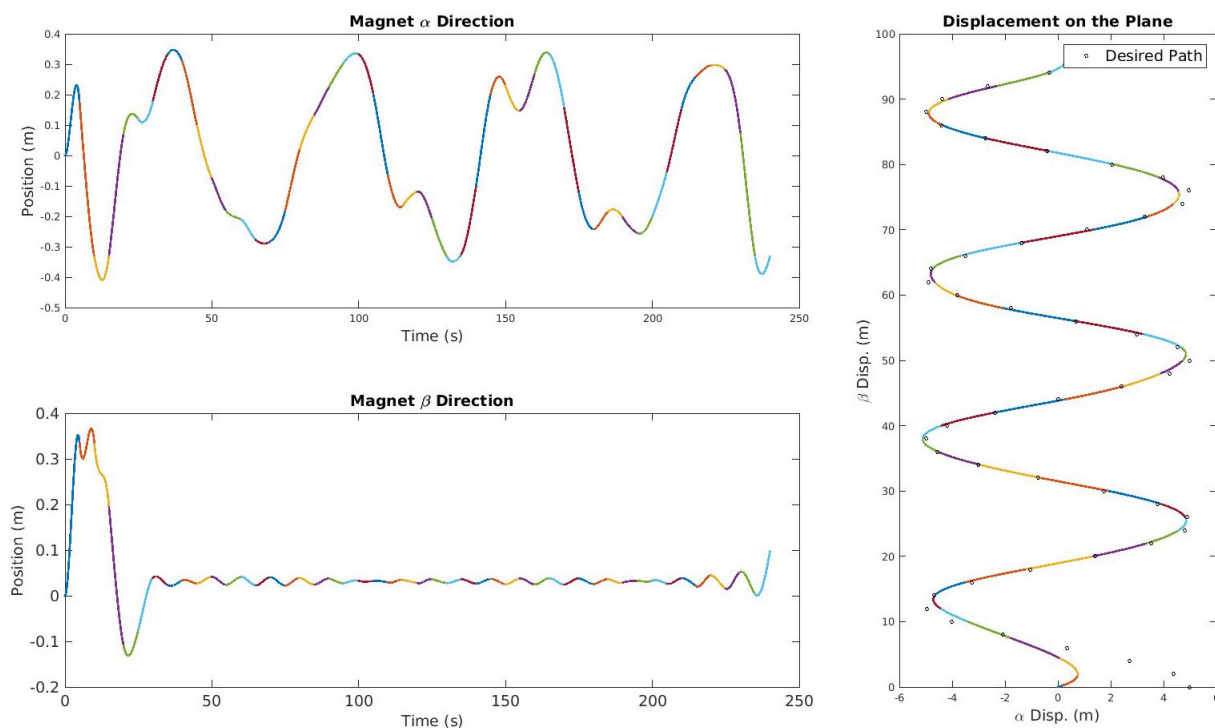 Magnet α Direction
Position (m)
0.4
0.3
0.2
0.1
0
-0.1
-0.2
-0.3
-0.4
-0.5
0 50 100 150 200 250
Time (s)
Magnet β Direction
Position (m)
0.4
0.3
0.2
0.1
0
-0.1
-0.2
0 50 100 150 200 250
Time (s)
Displacement on the Plane
Desired Path
β Disp. (m)
100
90
80
70
60
50
40
30
20
10
0
-6 -4 -2 0 2 4 6
α Disp. (m)